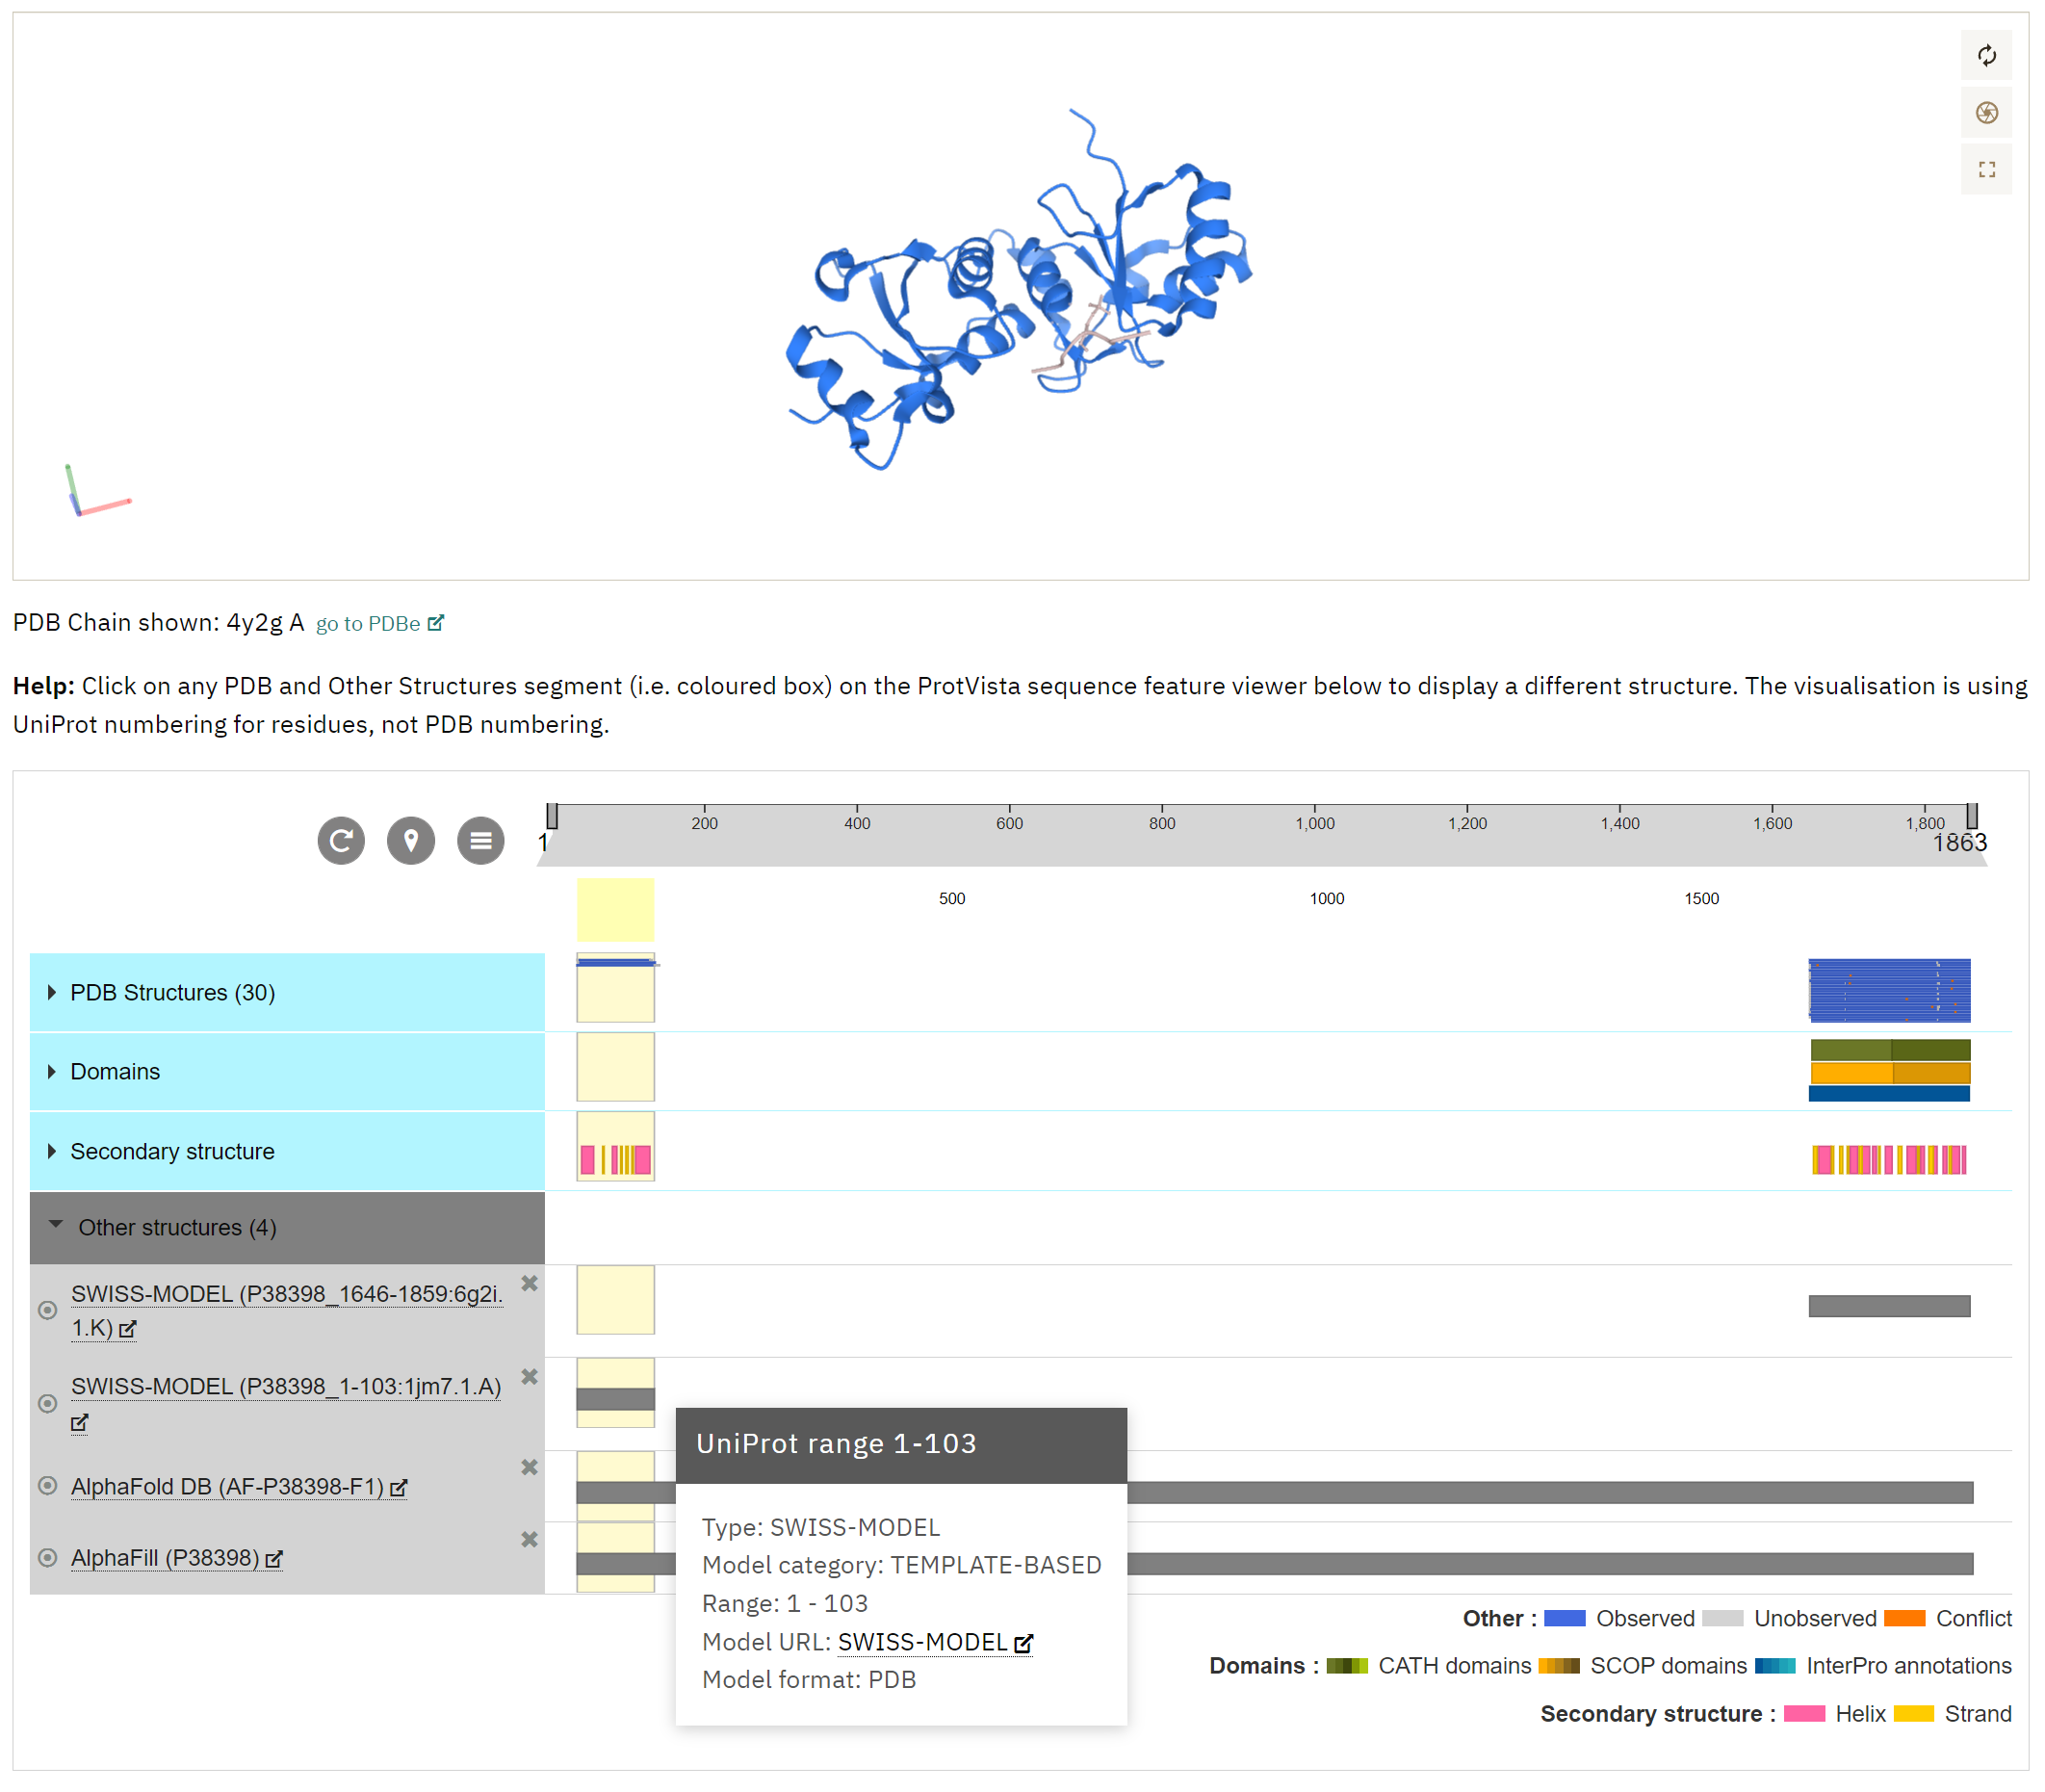 PDB Chain shown: 4y2g A go to PDBe
Help: Click on any PDB and Other Structures segment (i.e. coloured box) on the ProtVista sequence feature viewer below to display a different structure. The visualisation is using
UniProt numbering for residues, not PDB numbering.
200 400 600 800 1,000 1,200 1,400 1,600 1,800
1 1863
500 1000 1500
PDB Structures (30)
Domains
Secondary structure
Other structures (4)
SWISS-MODEL (P38398_1646-1859:6g2i.
1.K)
SWISS-MODEL (P38398_1-103:1jm7.1.A)
AlphaFold DB (AF-P38398-F1)
AlphaFill (P38398)
UniProt range 1-103
Type: SWISS-MODEL
Model category: TEMPLATE-BASED
Range: 1 - 103
Model URL: SWISS-MODEL
Model format: PDB
Other : Observed Unobserved Conflict
Domains : CATH domains SCOP domains InterPro annotations
Secondary structure : Helix Strand